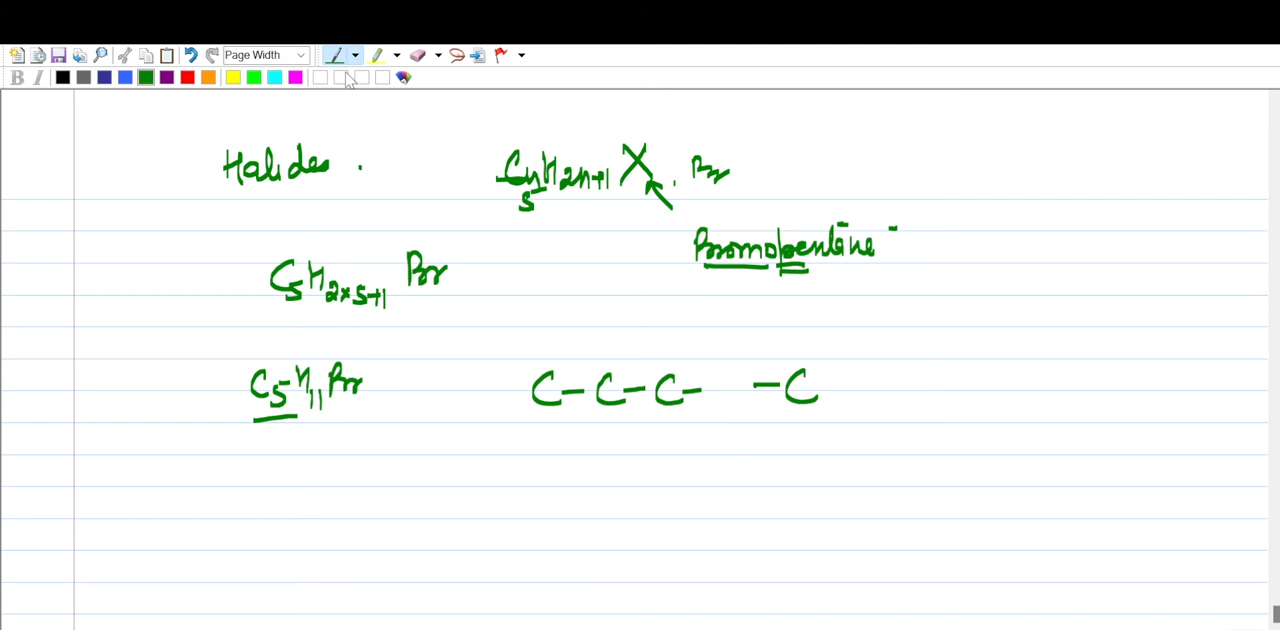 Page Width
B I
Halides . CnH2n+1 X . Br
5
Bromopentane
C5H2×5+1 Br
C5H11Br C-C-C- -C